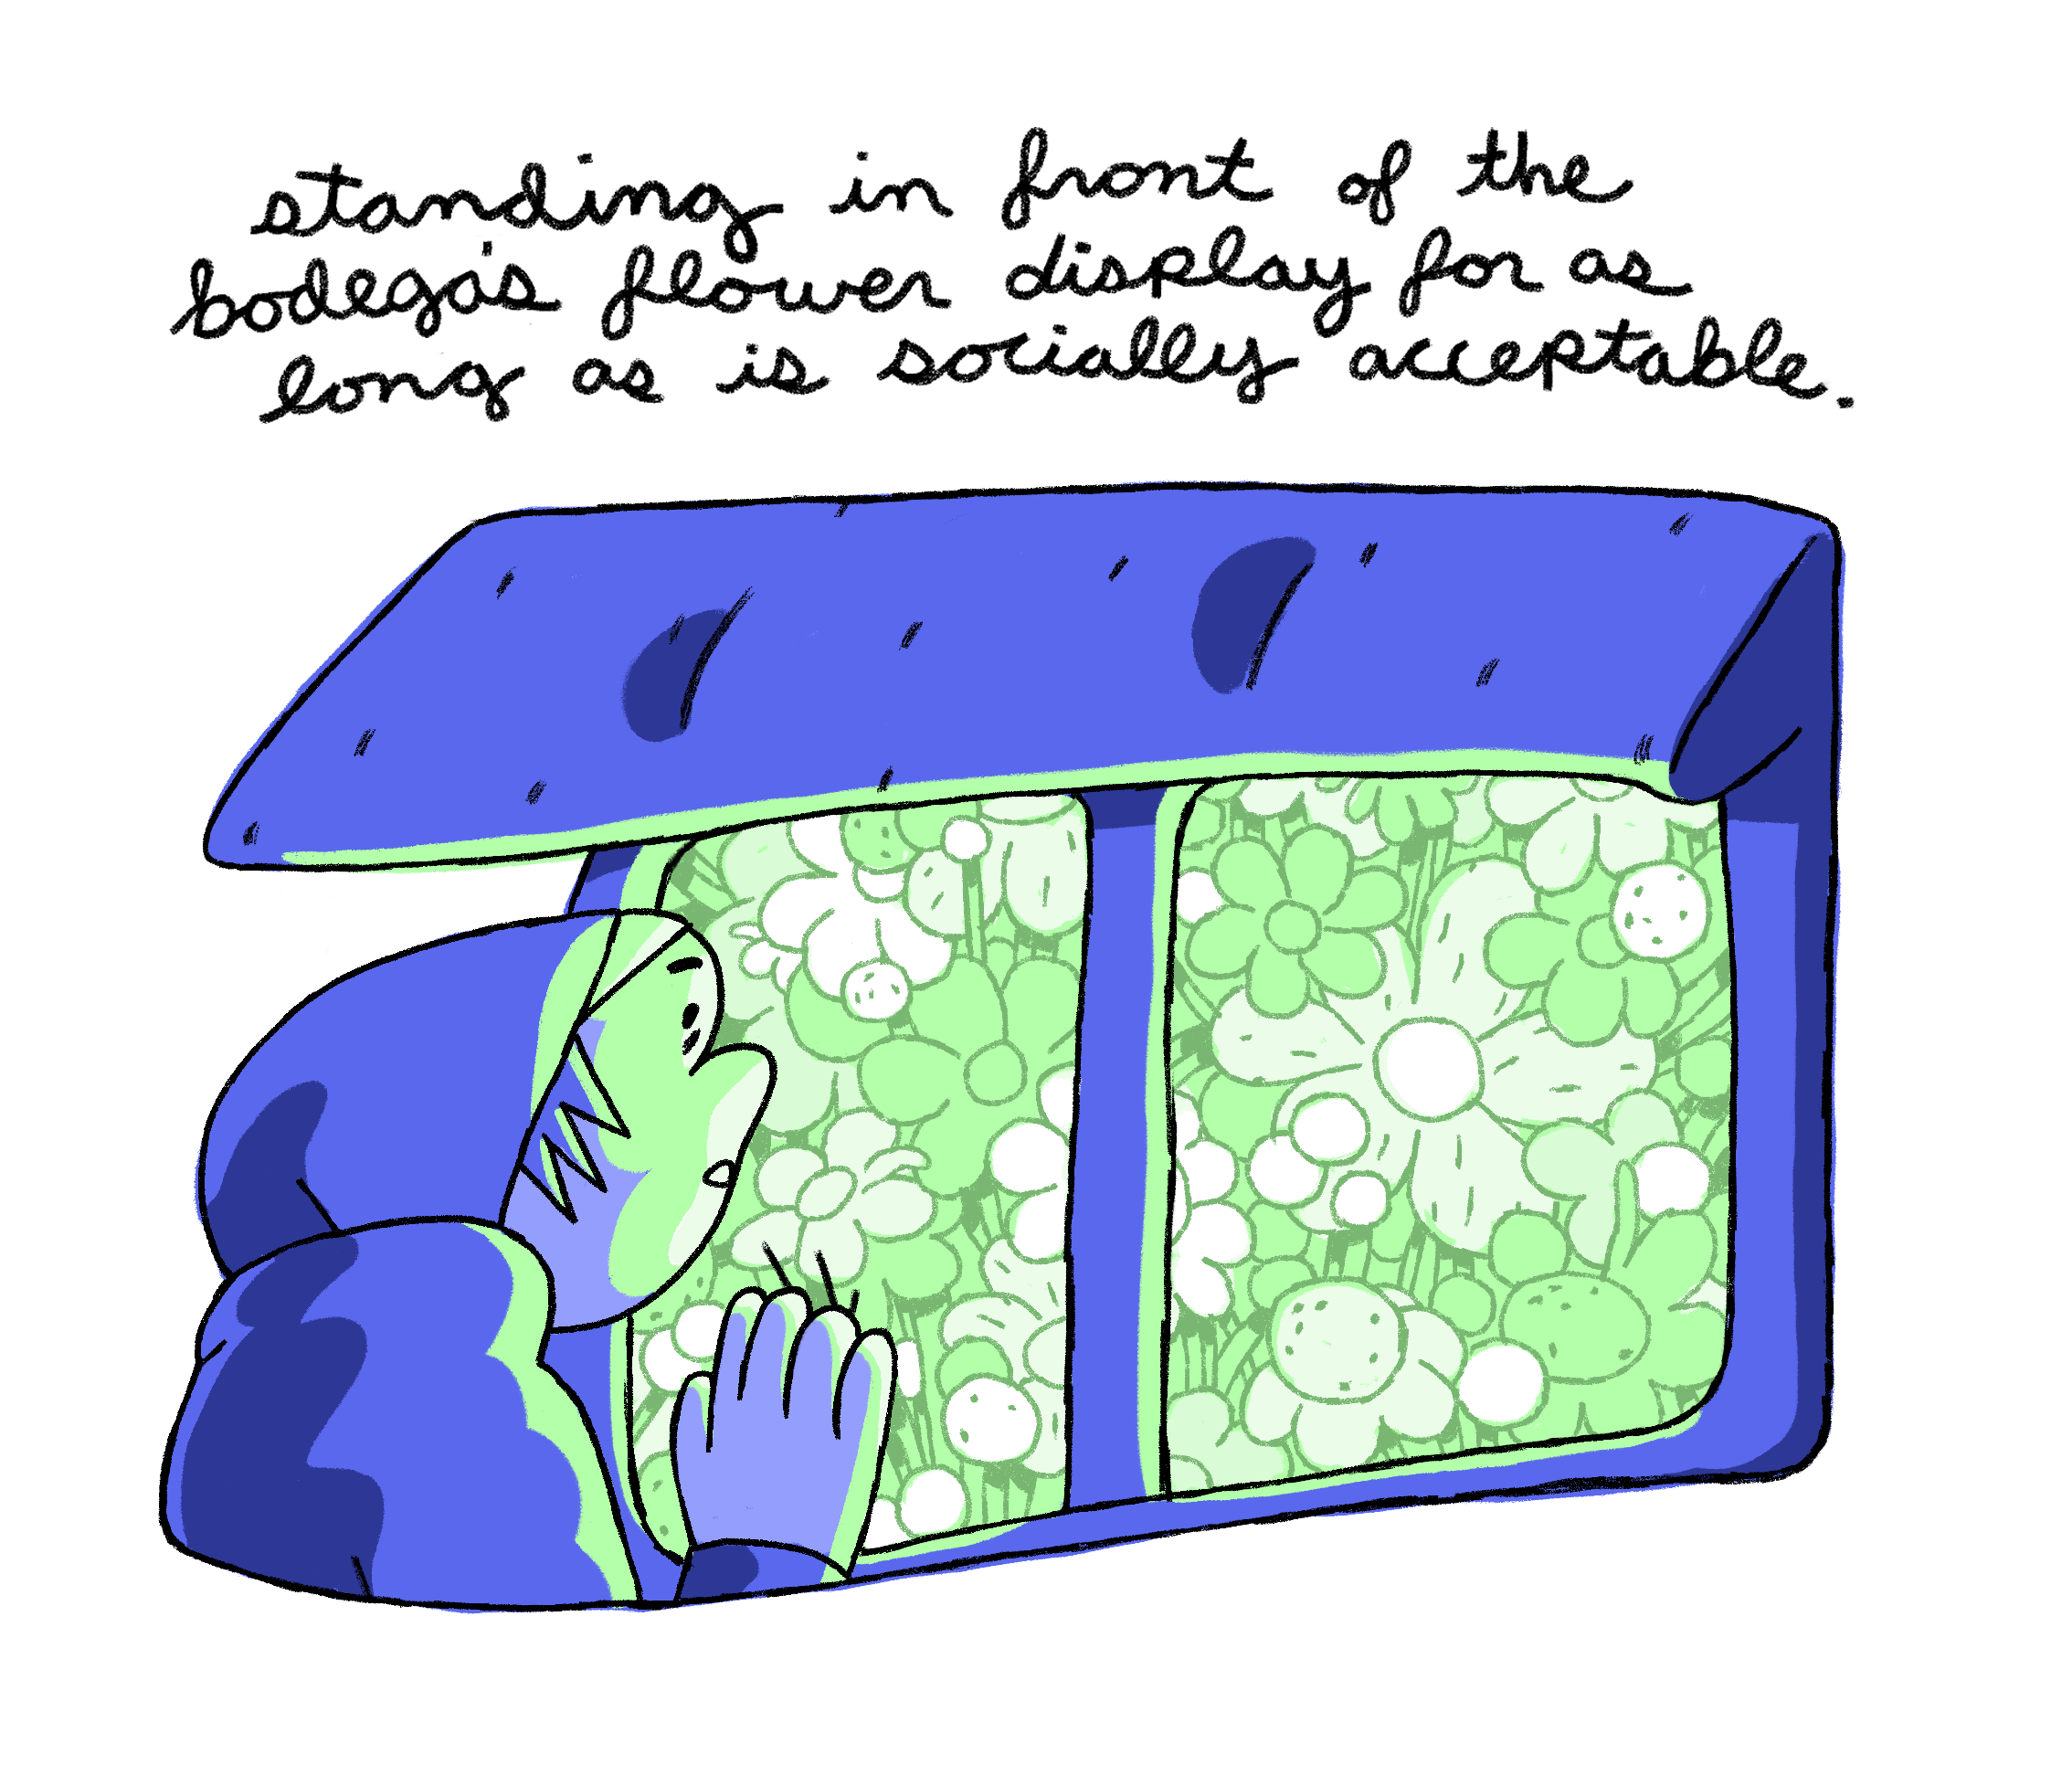 standing in front of the
bodega's flower display for as
long as is socially acceptable.